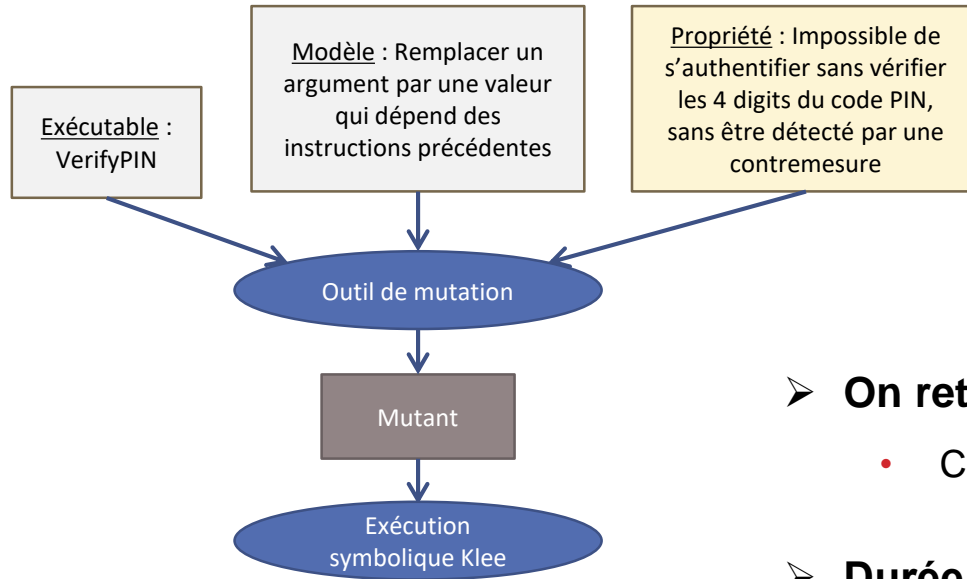 Exécutable :
VerifyPIN
Modèle : Remplacer un
argument par une valeur
qui dépend des
instructions précédentes
Propriété : Impossible de
s’authentifier sans vérifier
les 4 digits du code PIN,
sans être détecté par une
contremesure
Outil de mutation
Mutant
Exécution
symbolique Klee
➢ On ret
• C
➢ Durée